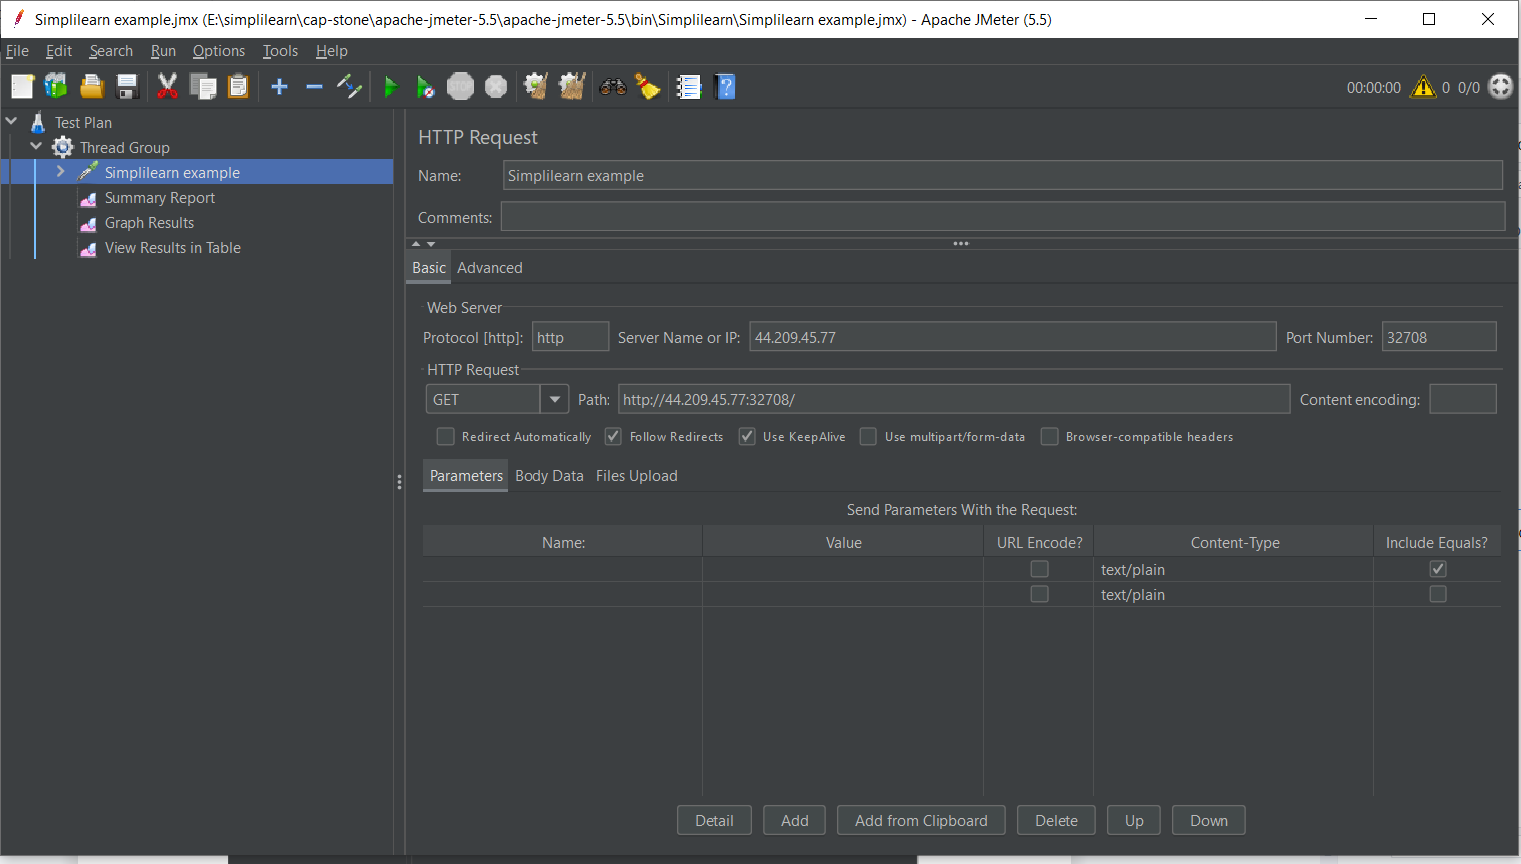 Simplilearn example.jmx (E:\simplilearn\cap-stone\apache-jmeter-5.5\apache-jmeter-5.5\bin\Simplilearn\Simplilearn example.jmx) - Apache JMeter (5.5)
File Edit Search Run Options Tools Help
STOP 00:00:00 0 0/0
Test Plan
Thread Group
Simplilearn example
Summary Report
Graph Results
View Results in Table
HTTP Request
Name: Simplilearn example
Comments:
Basic Advanced
Web Server
Protocol [http]: http Server Name or IP: 44.209.45.77 Port Number: 32708
HTTP Request
GET Path: http://44.209.45.77:32708/ Content encoding:
Redirect Automatically Follow Redirects Use KeepAlive Use multipart/form-data Browser-compatible headers
Parameters Body Data Files Upload
Send Parameters With the Request:
Name: Value URL Encode? Content-Type Include Equals?
text/plain
text/plain
Detail Add Add from Clipboard Delete Up Down